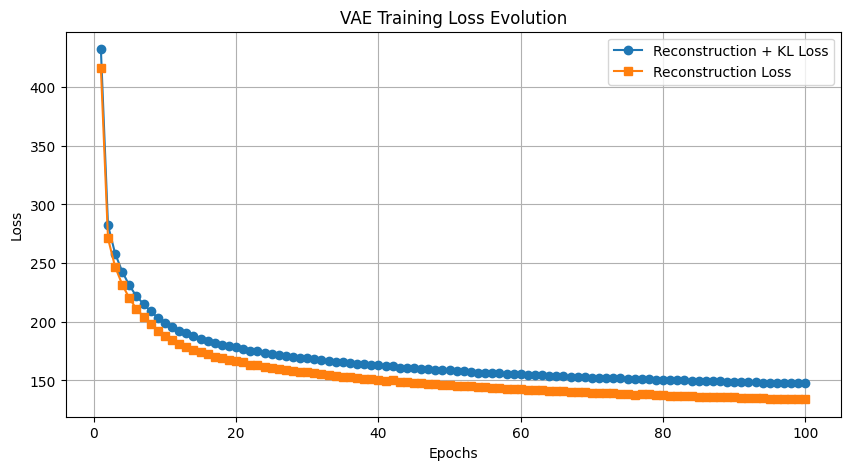 VAE Training Loss Evolution
Reconstruction + KL Loss
Reconstruction Loss
Loss
400
350
300
250
200
150
0 20 40 60 80 100
Epochs